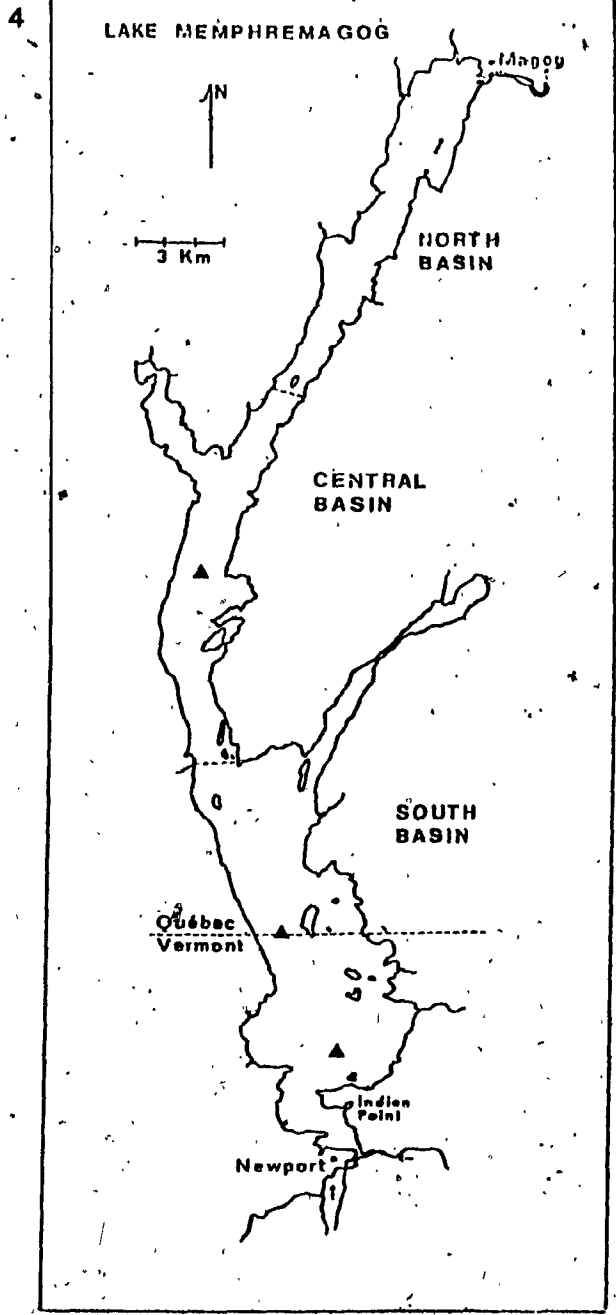 4
LAKE MEMPHREMAGOG
Magog
N
3 Km
NORTH
BASIN
CENTRAL
BASIN
SOUTH
BASIN
Québec
Vermont
Indian
Point
Newport